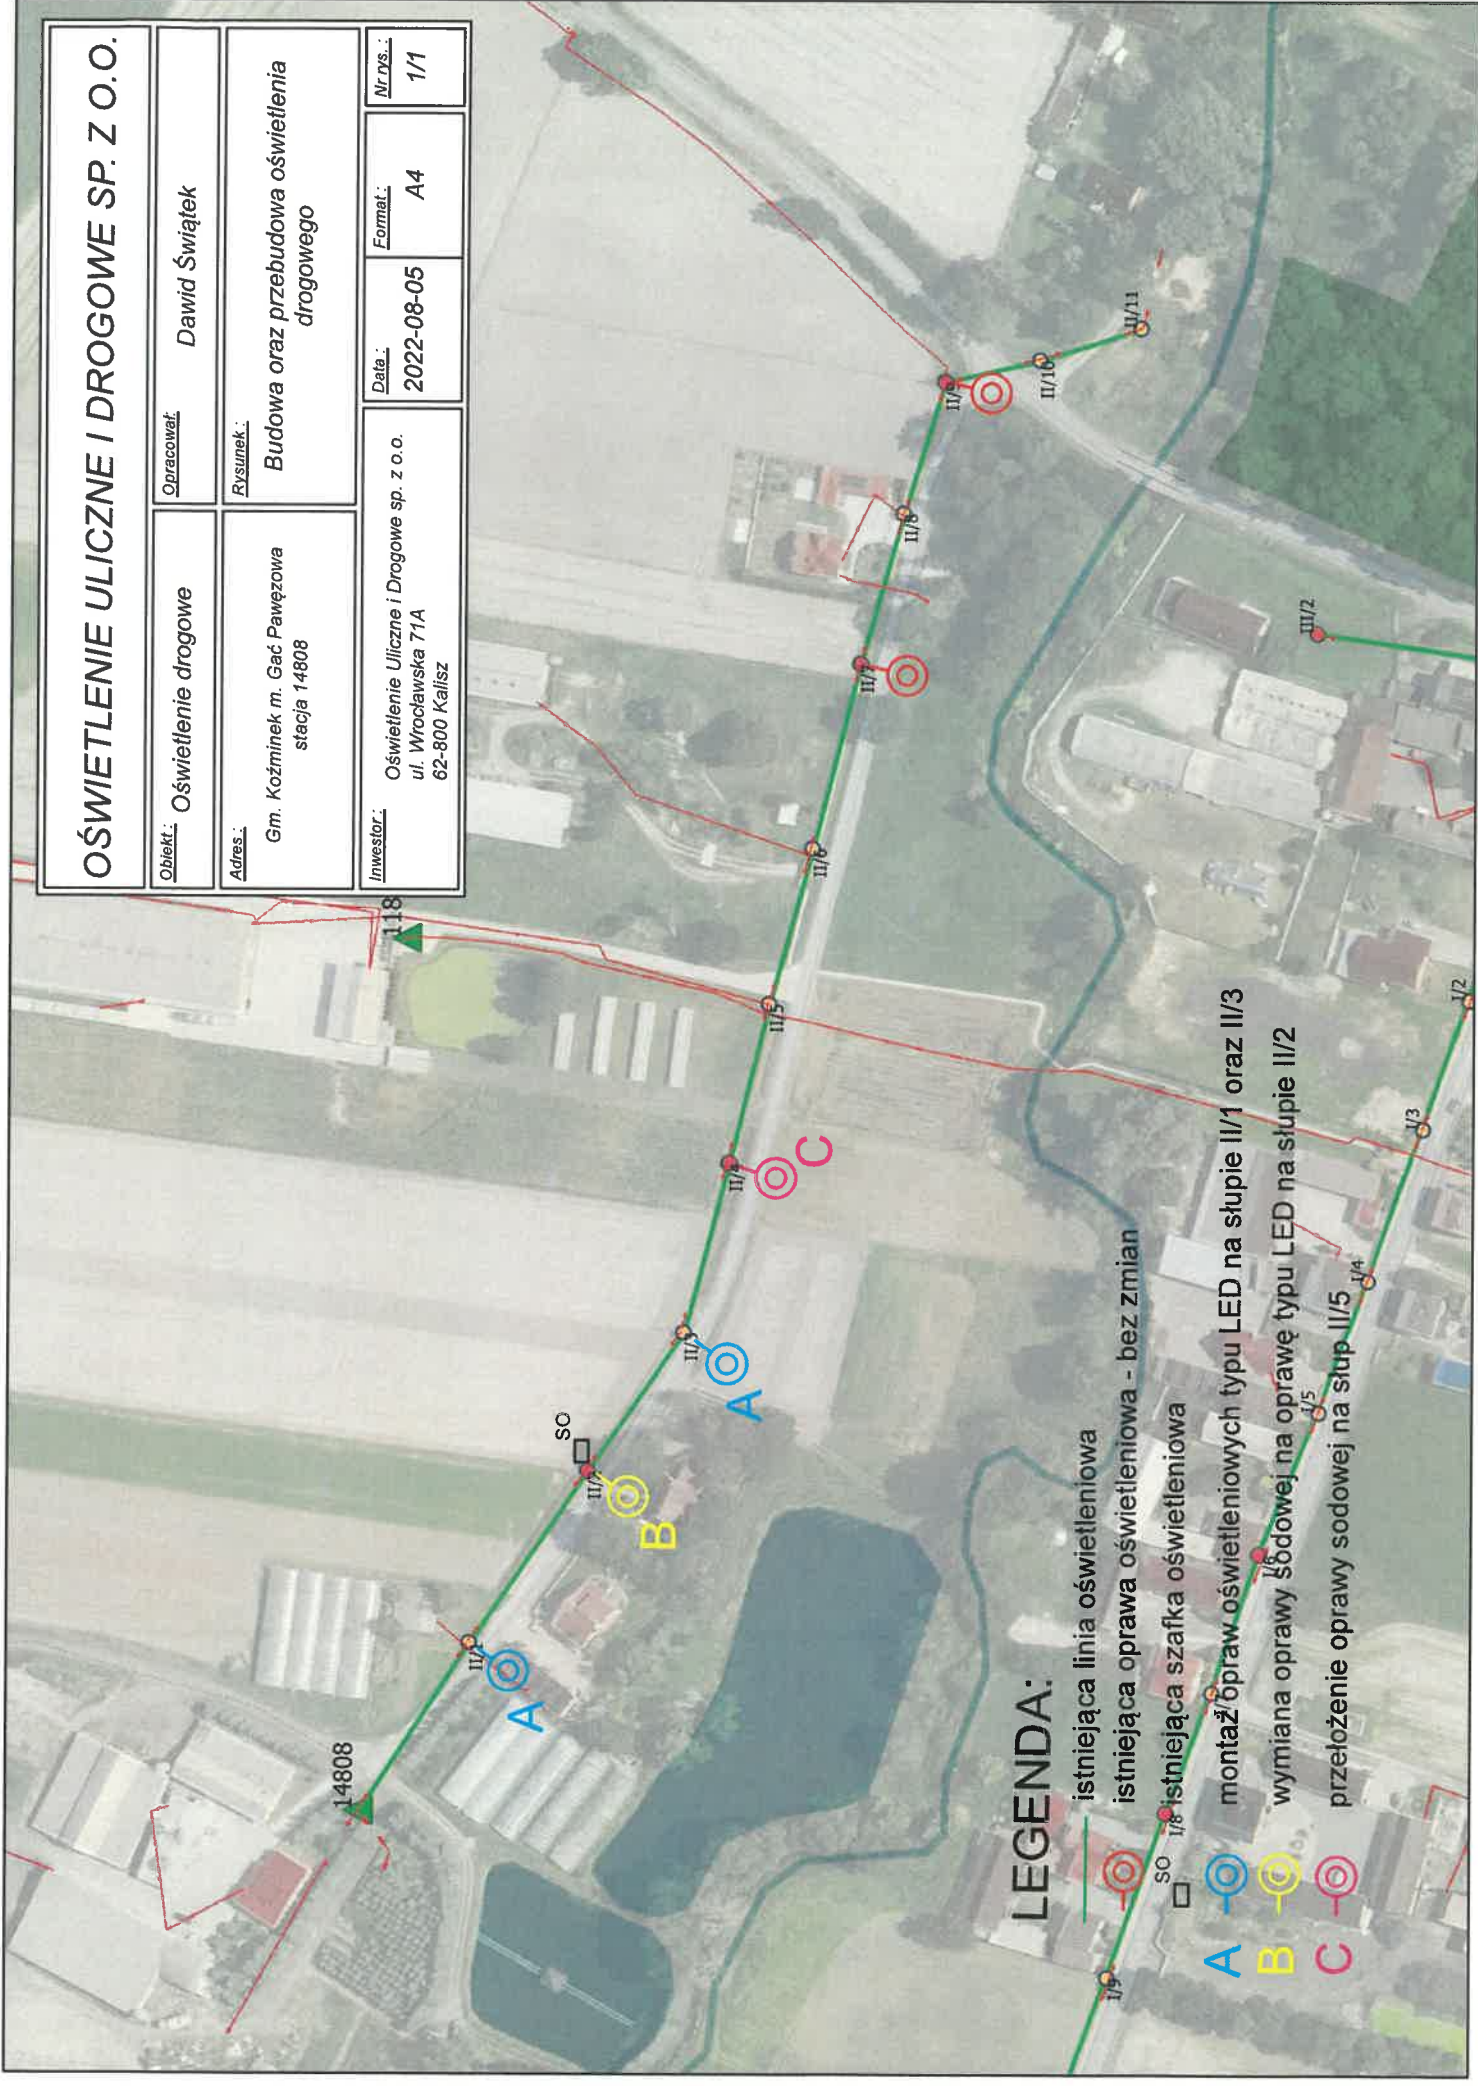 OŚWIETLENIE ULICZNE I DROGOWE SP. Z O.O.
Obiekt: Oświetlenie drogowe
Opracował: Dawid Świątek
Adres:
Gm. Koźminek m. Gać Pawęzowa
stacja 14808
Rysunek:
Budowa oraz przebudowa oświetlenia
drogowego
Inwestor:
Oświetlenie Uliczne i Drogowe sp. z o.o.
ul. Wrocławska 71A
62-800 Kalisz
Data:
2022-08-05
Format:
A4
Nr rys.:
1/1
118
14808
SO
II/1
A
II/2
B
II/3
A
II/4
C
II/5
II/6
II/7
II/8
II/9
II/10
II/11
III/2
I/2
I/3
I/4
I/5
I/6
I/8
I/9
LEGENDA:
istniejąca linia oświetleniowa
istniejąca oprawa oświetleniowa - bez zmian
SO istniejąca szafka oświetleniowa
A montaż opraw oświetleniowych typu LED na słupie II/1 oraz II/3
B wymiana oprawy sodowej na oprawę typu LED na słupie II/2
C przełożenie oprawy sodowej na słup II/5